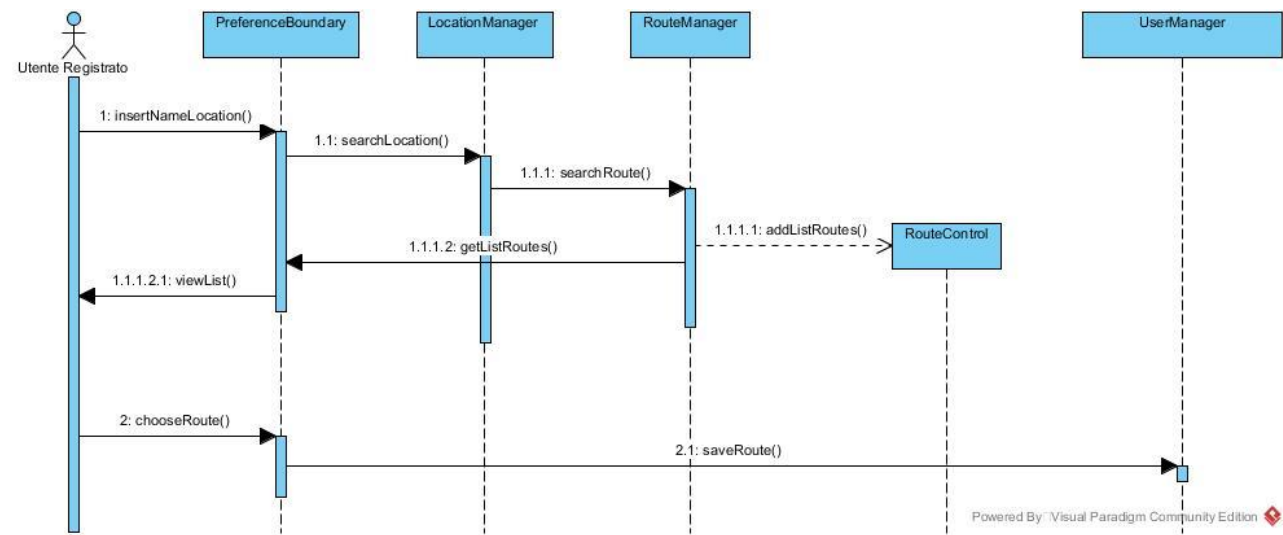 PreferenceBoundary
LocationManager
RouteManager
UserManager
Utente Registrato
1: insertNameLocation()
1.1: searchLocation()
1.1.1: searchRoute()
1.1.1.1: addListRoutes()
RouteControl
1.1.1.2: getListRoutes()
1.1.1.2.1: viewList()
2: chooseRoute()
2.1: saveRoute()
Powered By Visual Paradigm Community Edition